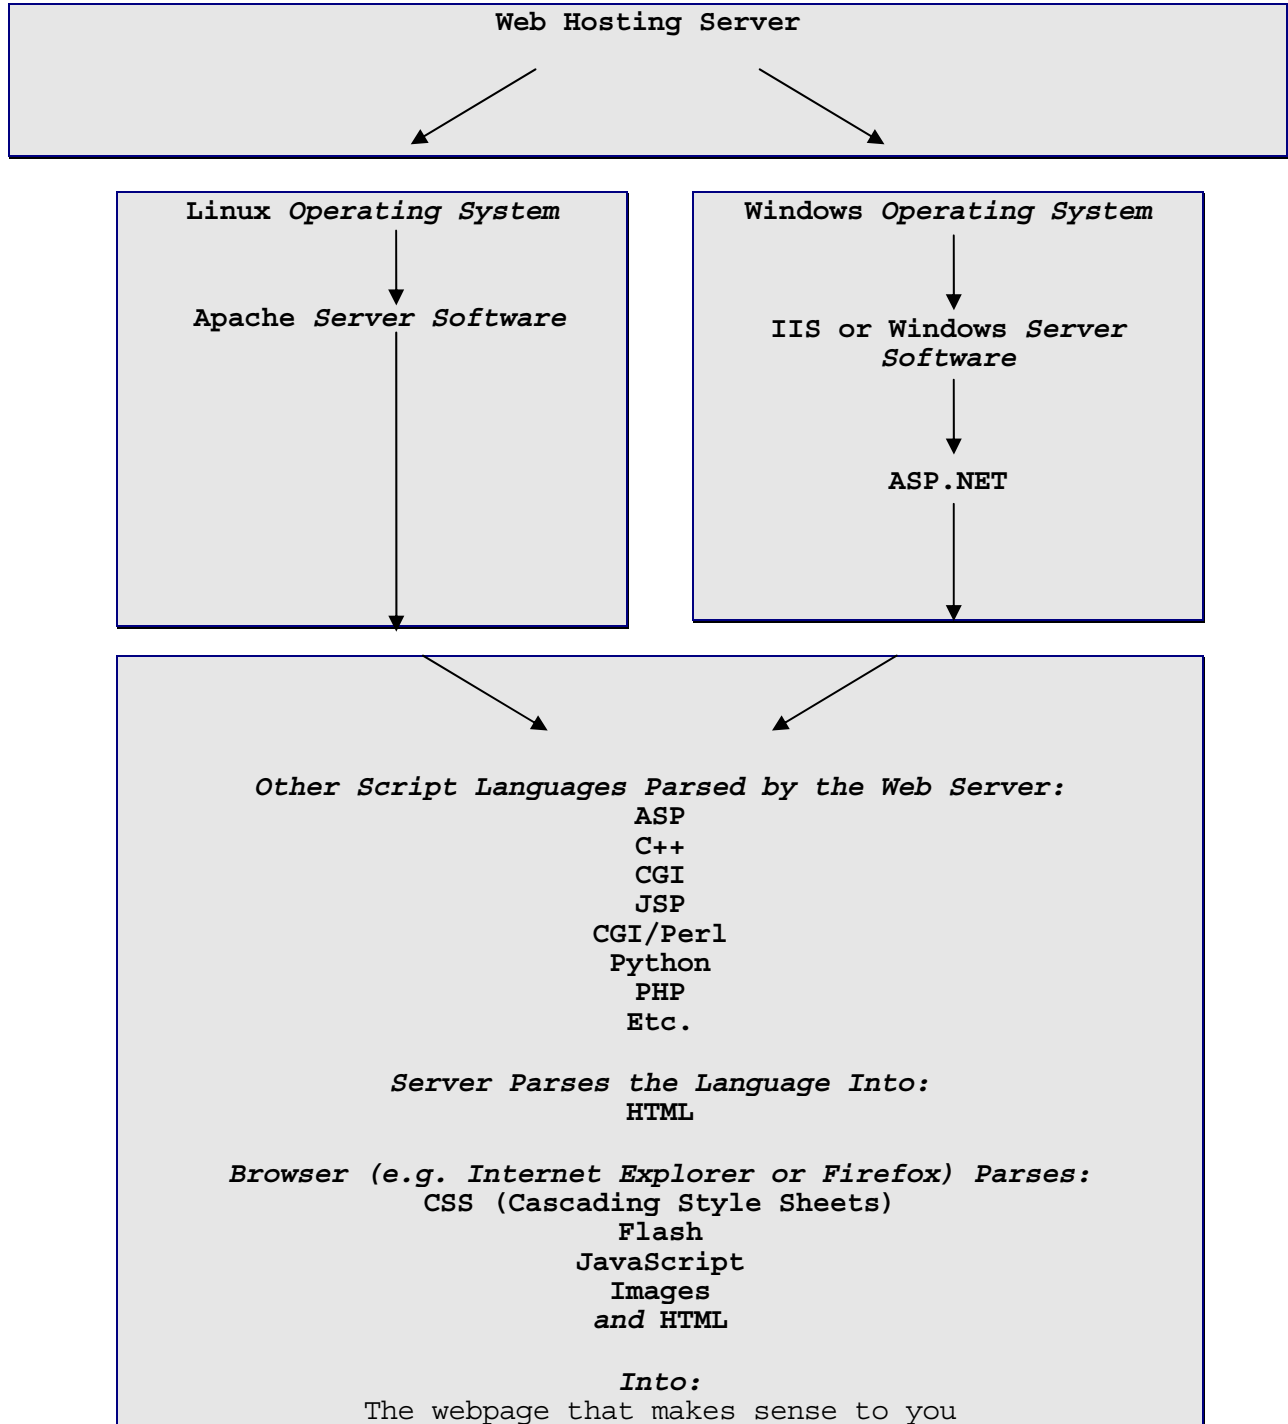 Web Hosting Server
Linux Operating System
Apache Server Software
Windows Operating System
IIS or Windows Server
Software
ASP.NET
Other Script Languages Parsed by the Web Server:
ASP
C++
CGI
JSP
CGI/Perl
Python
PHP
Etc.
Server Parses the Language Into:
HTML
Browser (e.g. Internet Explorer or Firefox) Parses:
CSS (Cascading Style Sheets)
Flash
JavaScript
Images
and HTML
Into:
The webpage that makes sense to you